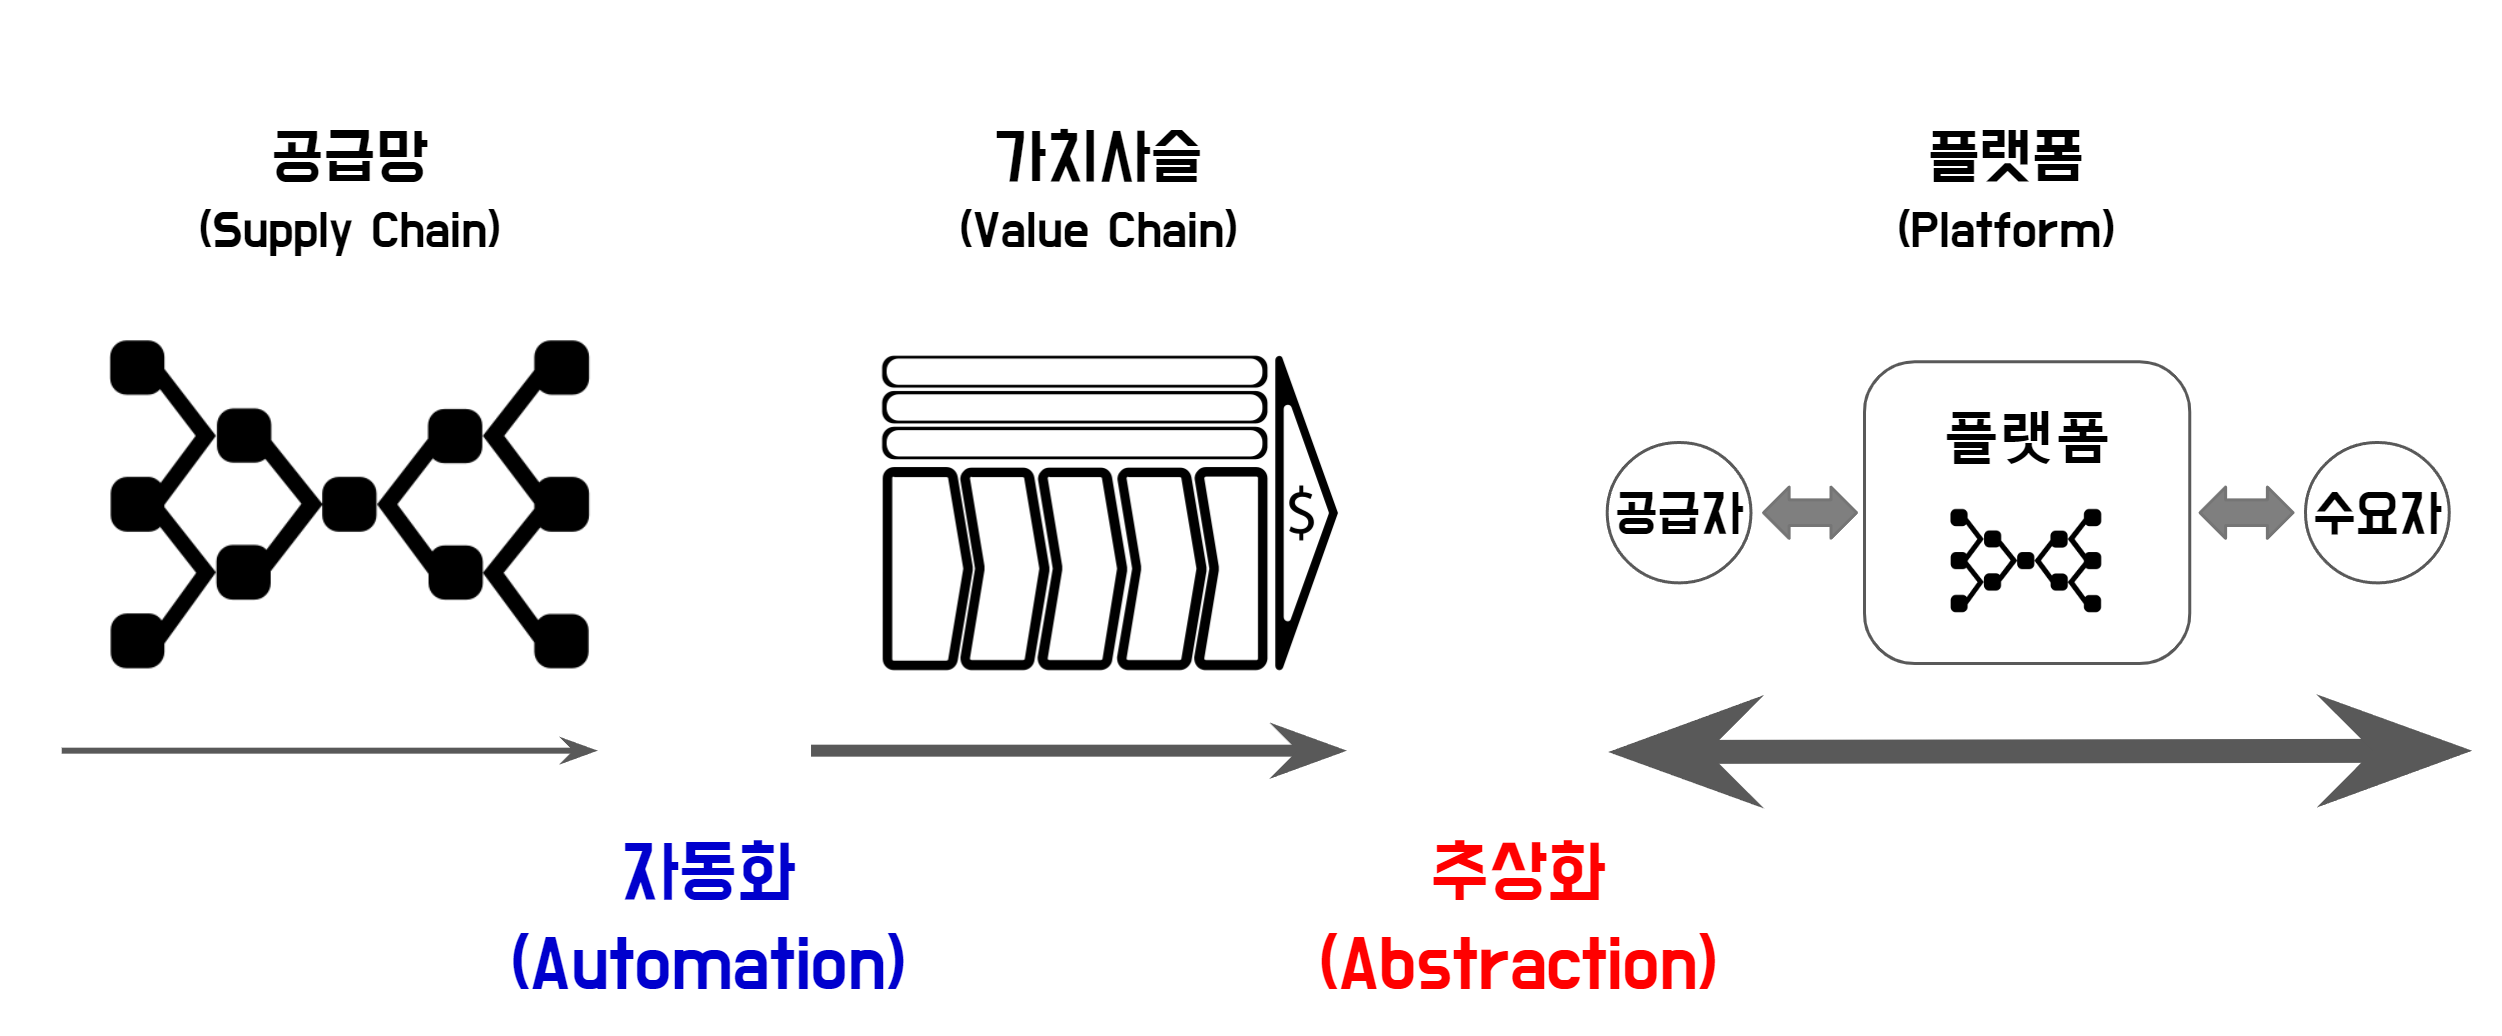 공급망
(Supply Chain)
가치사슬
(Value Chain)
플랫폼
(Platform)
$
공급자
플랫폼
수요자
자동화
(Automation)
추상화
(Abstraction)